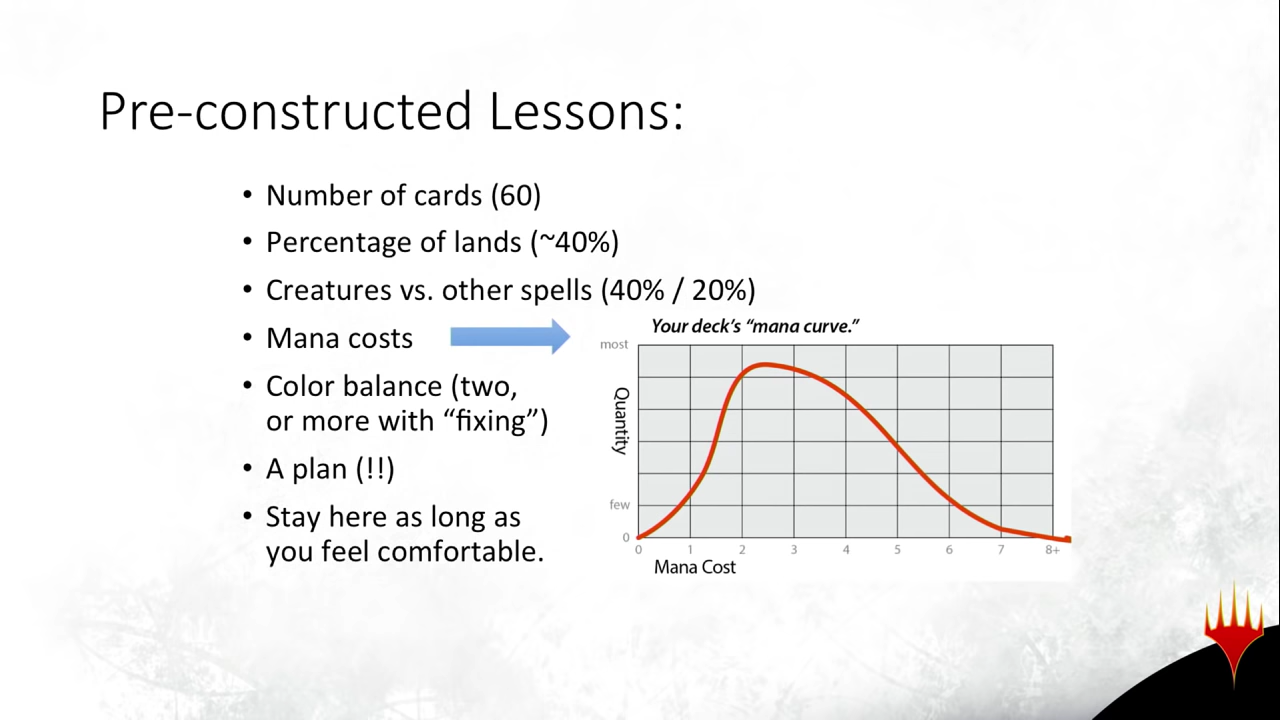 Pre-constructed Lessons:
• Number of cards (60)
• Percentage of lands (~40%)
• Creatures vs. other spells (40% / 20%)
• Mana costs
• Color balance (two,
or more with “fixing”)
• A plan (!!)
• Stay here as long as
you feel comfortable.
Your deck’s “mana curve.”
most
Quantity
few
0
0 1 2 3 4 5 6 7 8+
Mana Cost